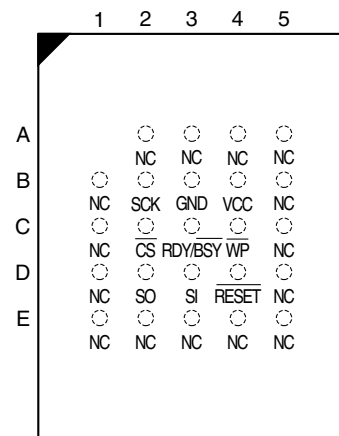 1 2 3 4 5
A
NC NC NC NC
B
NC SCK GND VCC NC
C
NC CS RDY/BSY WP NC
D
NC SO SI RESET NC
E
NC NC NC NC NC